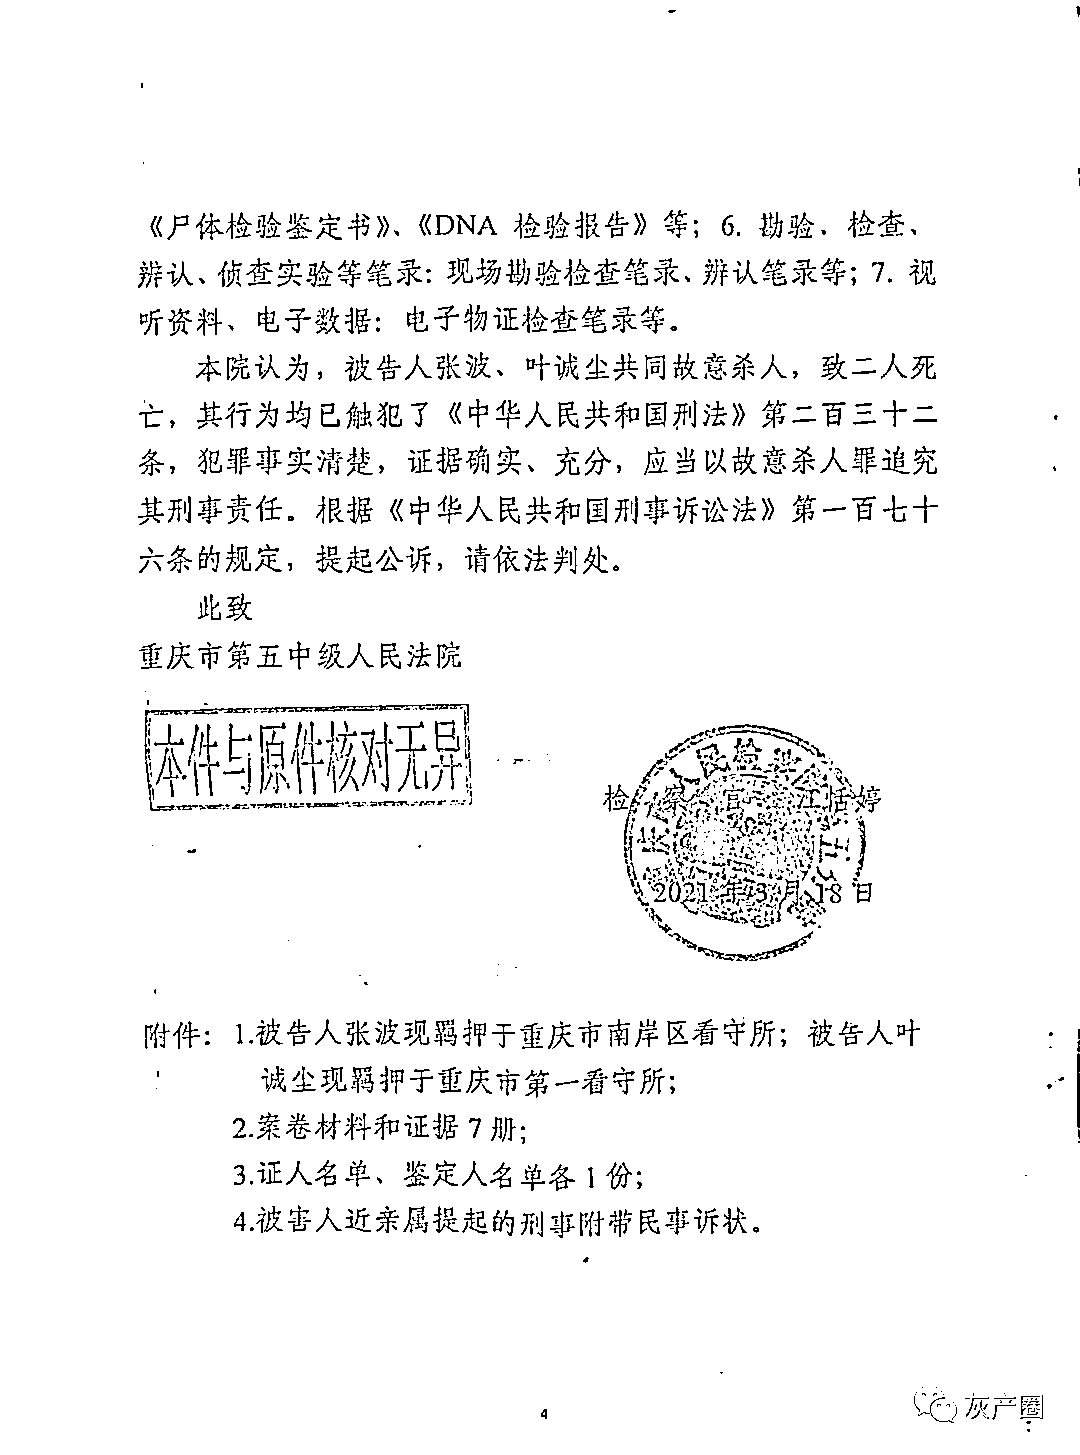 《尸体检验鉴定书》、《DNA 检验报告》等；6. 勘验、检查、
辨认、侦查实验等笔录：现场勘验检查笔录、辨认笔录等；7. 视
听资料、电子数据：电子物证检查笔录等。
本院认为，被告人张波、叶诚尘共同故意杀人，致二人死
亡，其行为均已触犯了《中华人民共和国刑法》第二百三十二
条，犯罪事实清楚，证据确实、充分，应当以故意杀人罪追究
其刑事责任。根据《中华人民共和国刑事诉讼法》第一百七十
六条的规定，提起公诉，请依法判处。
此致
重庆市第五中级人民法院
本件与原件核对无异
人民检察
五
检 察 官 江恬婷
2021 年 3 月 18 日
附件：1.被告人张波现羁押于重庆市南岸区看守所；被告人叶
诚尘现羁押于重庆市第一看守所；
2.案卷材料和证据 7 册；
3.证人名单、鉴定人名单各 1 份；
4.被害人近亲属提起的刑事附带民事诉状。
4
灰产圈